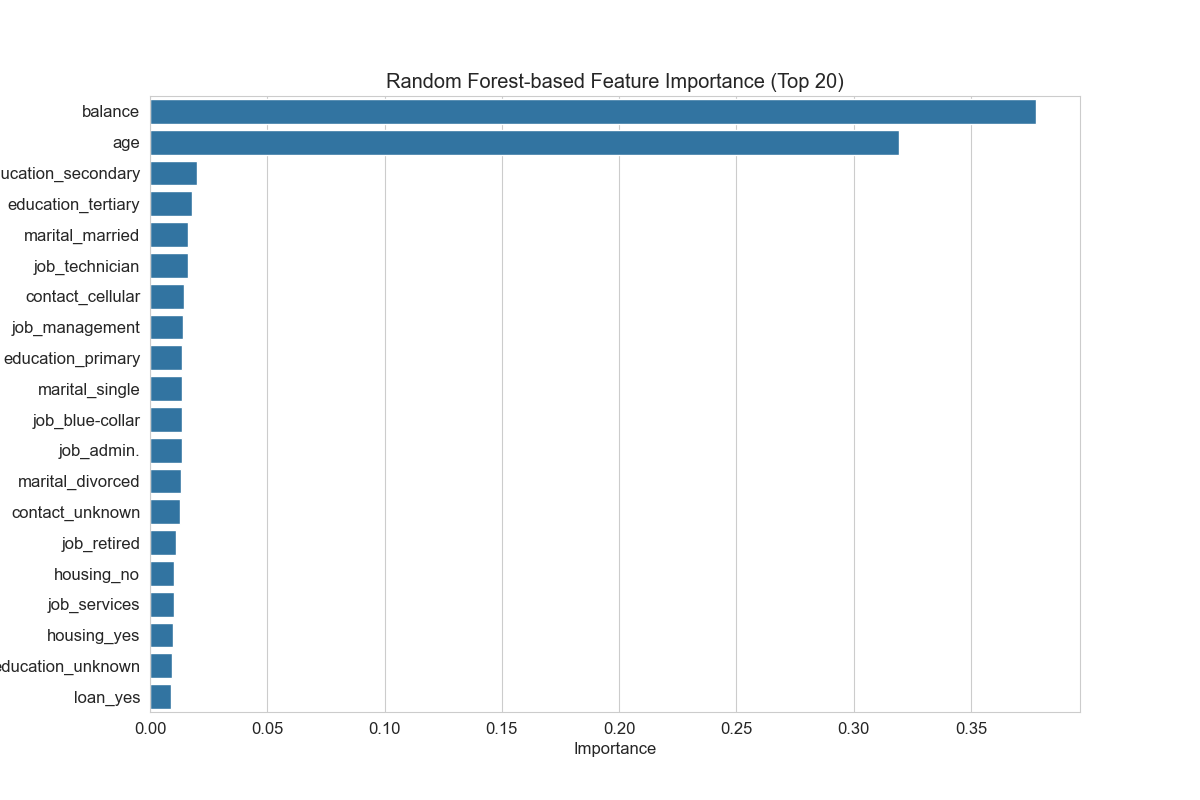 Random Forest-based Feature Importance (Top 20)
balance
age
ucation_secondary
education_tertiary
marital_married
job_technician
contact_cellular
job_management
education_primary
marital_single
job_blue-collar
job_admin.
marital_divorced
contact_unknown
job_retired
housing_no
job_services
housing_yes
education_unknown
loan_yes
0.00 0.05 0.10 0.15 0.20 0.25 0.30 0.35
Importance